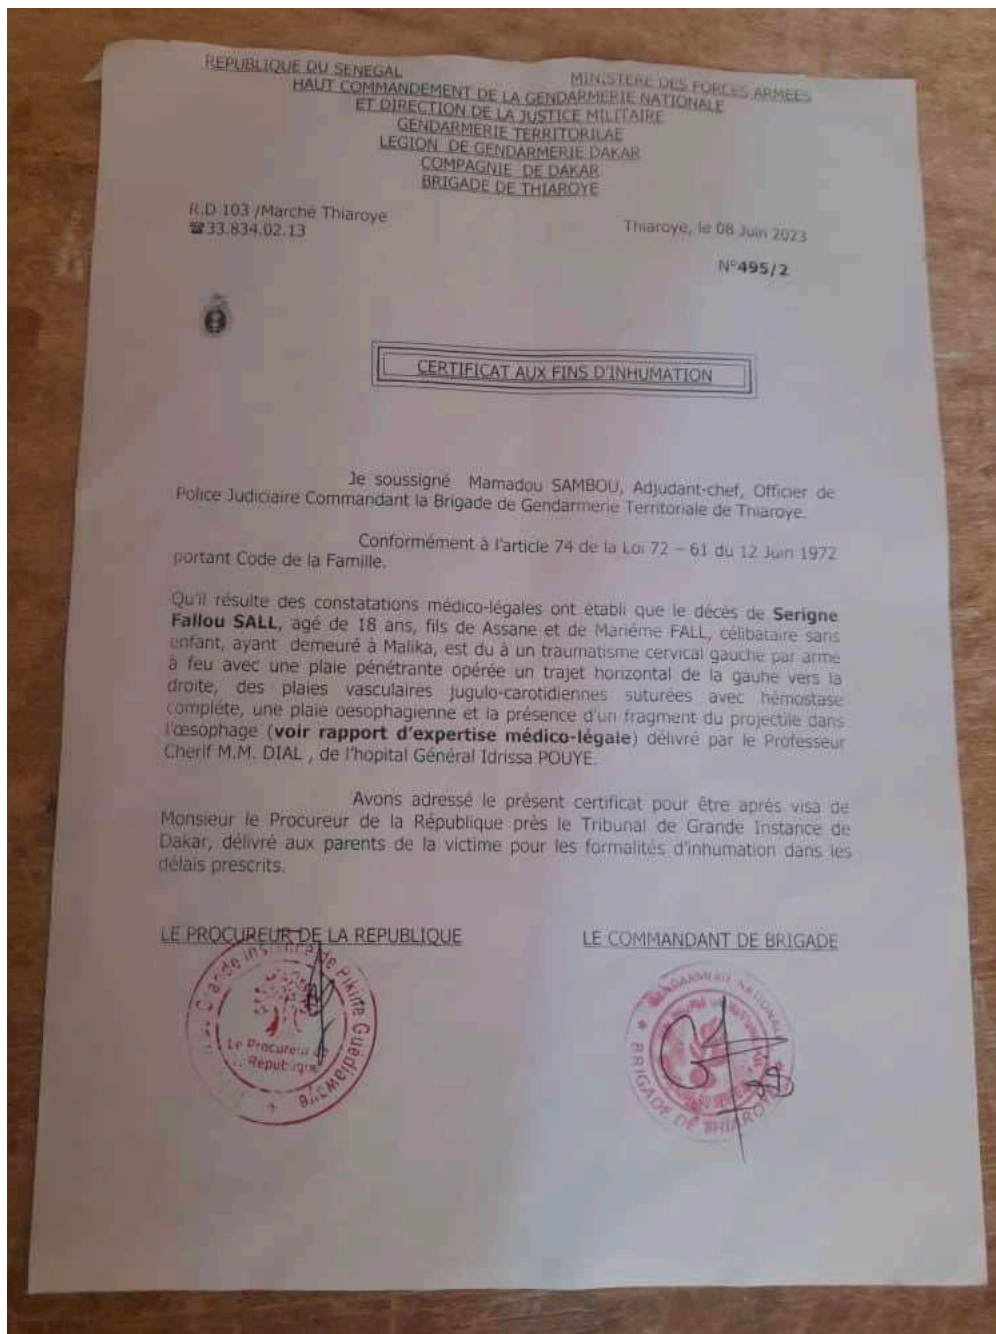 REPUBLIQUE DU SENEGAL MINISTERE DES FORCES ARMEES
HAUT COMMANDEMENT DE LA GENDARMERIE NATIONALE
ET DIRECTION DE LA JUSTICE MILITAIRE
GENDARMERIE TERRITORILAE
LEGION DE GENDARMERIE DAKAR
COMPAGNIE DE DAKAR
BRIGADE DE THIAROYE
R.D 103 /Marché Thiaroye
☎33.834.02.13
Thiaroye, le 08 Juin 2023
N°495/2
CERTIFICAT AUX FINS D'INHUMATION
Je soussigné Mamadou SAMBOU, Adjudant-chef, Officier de
Police Judiciaire Commandant la Brigade de Gendarmerie Territoriale de Thiaroye.
Conformément à l'article 74 de la Loi 72 – 61 du 12 Juin 1972
portant Code de la Famille.
Qu'il résulte des constatations médico-légales ont établi que le décès de Serigne
Fallou SALL, agé de 18 ans, fils de Assane et de Mariéme FALL, célibataire sans
enfant, ayant demeuré à Malika, est du à un traumatisme cervical gauche par arme
à feu avec une plaie pénétrante opérée un trajet horizontal de la gauhe vers la
droite, des plaies vasculaires jugulo-carotidiennes suturées avec hémostase
complète, une plaie oesophagienne et la présence d'un fragment du projectile dans
l'œsophage (voir rapport d'expertise médico-légale) délivré par le Professeur
Cherif M.M. DIAL , de l'hopital Général Idrissa POUYE.
Avons adressé le présent certificat pour être après visa de
Monsieur le Procureur de la République près le Tribunal de Grande Instance de
Dakar, délivré aux parents de la victime pour les formalités d'inhumation dans les
délais prescrits.
LE PROCUREUR DE LA REPUBLIQUE
LE COMMANDANT DE BRIGADE
Grande Instance de Pikine Guédiawaye
Le Procureur de
République
GENDARMERIE NATIONALE
BRIGADE DE THIAROYE